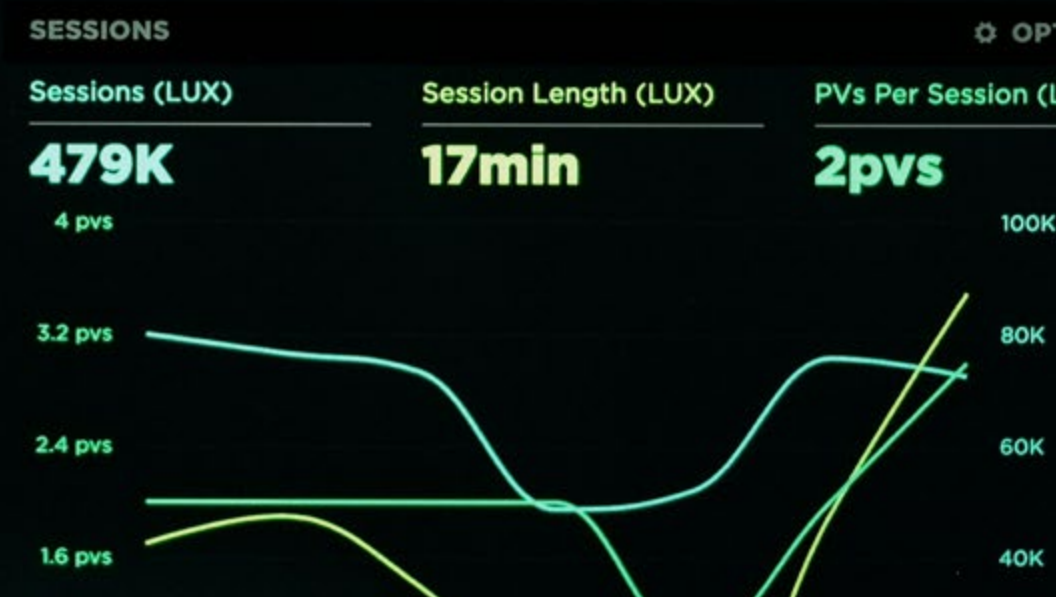 SESSIONS
Sessions (LUX)
479K
Session Length (LUX)
17min
PVs Per Session
2pvs
4 pvs
100K
3.2 pvs
80K
2.4 pvs
60K
1.6 pvs
40K